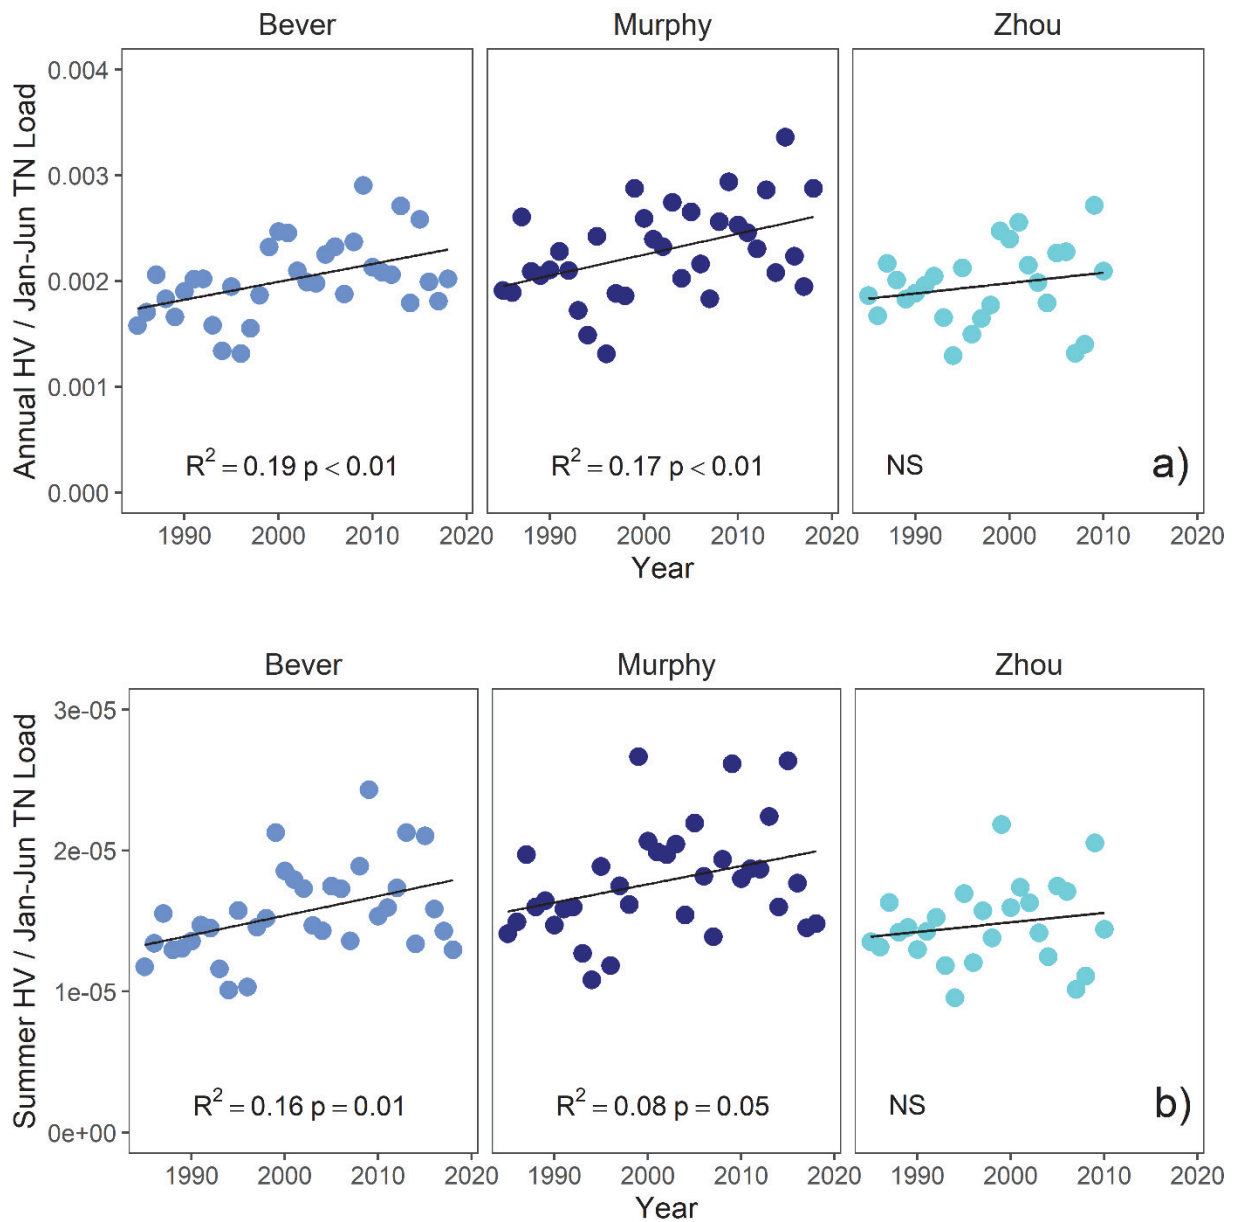 Bever Murphy Zhou
Annual HV / Jan-Jun TN Load
0.004
0.003
0.002
0.001
0.000
R² = 0.19 p < 0.01 R² = 0.17 p < 0.01 NS a)
1990 2000 2010 2020 1990 2000 2010 2020 1990 2000 2010 2020
Year
Bever Murphy Zhou
Summer HV / Jan-Jun TN Load
3e-05
2e-05
1e-05
0e+00
R² = 0.16 p = 0.01 R² = 0.08 p = 0.05 NS b)
1990 2000 2010 2020 1990 2000 2010 2020 1990 2000 2010 2020
Year